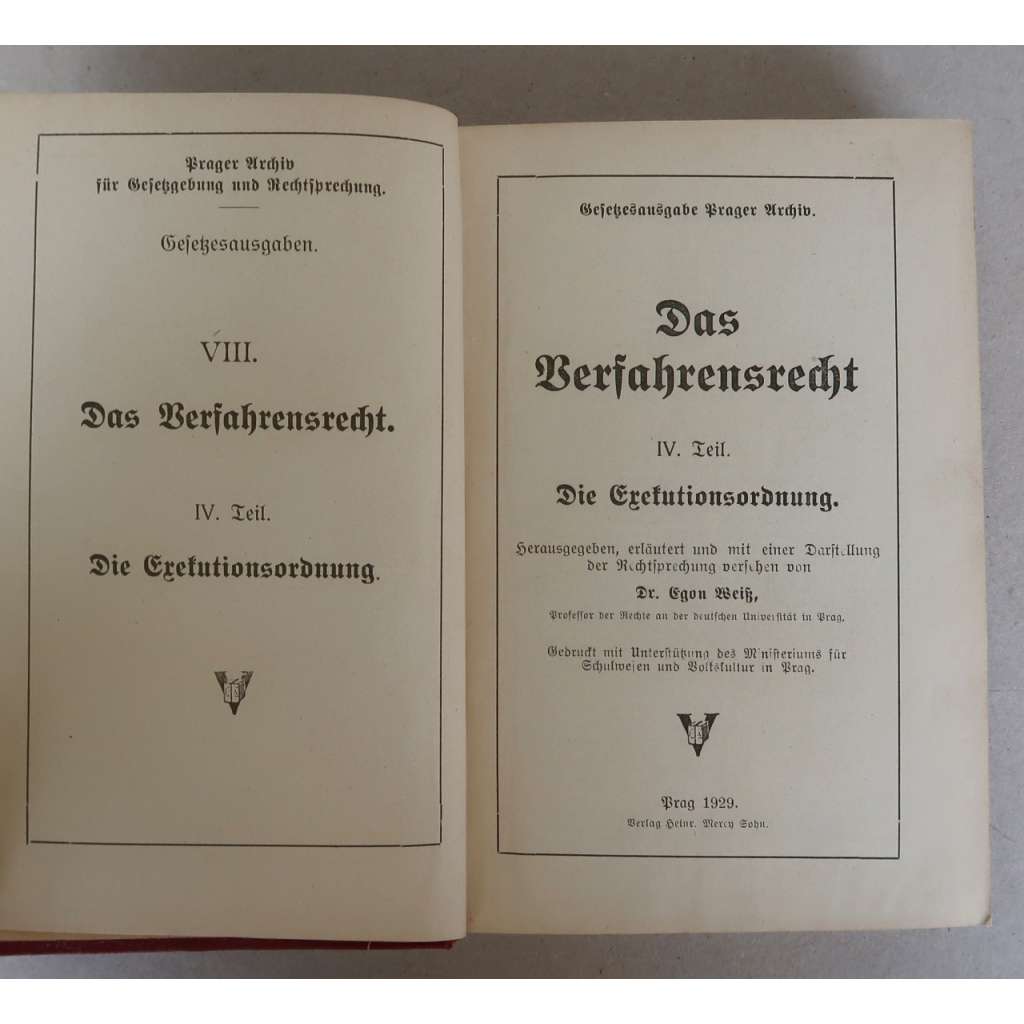 Prager Archiv
für Gesetzgebung und Rechtsprechung.
Gesetzesausgaben.
VIII.
Das Verfahrensrecht.
IV. Teil.
Die Exekutionsordnung.
Gesetzesausgabe Prager Archiv.
Das
Verfahrensrecht
IV. Teil.
Die Exekutionsordnung.
Herausgegeben, erläutert und mit einer Darstellung
der Rechtsprechung versehen von
Dr. Egon Weiß,
Professor der Rechte an der deutschen Universität in Prag.
Gedruckt mit Unterstützung des Ministeriums für
Schulwesen und Volkskultur in Prag.
Prag 1929.
Verlag Heinr. Mercy Sohn.